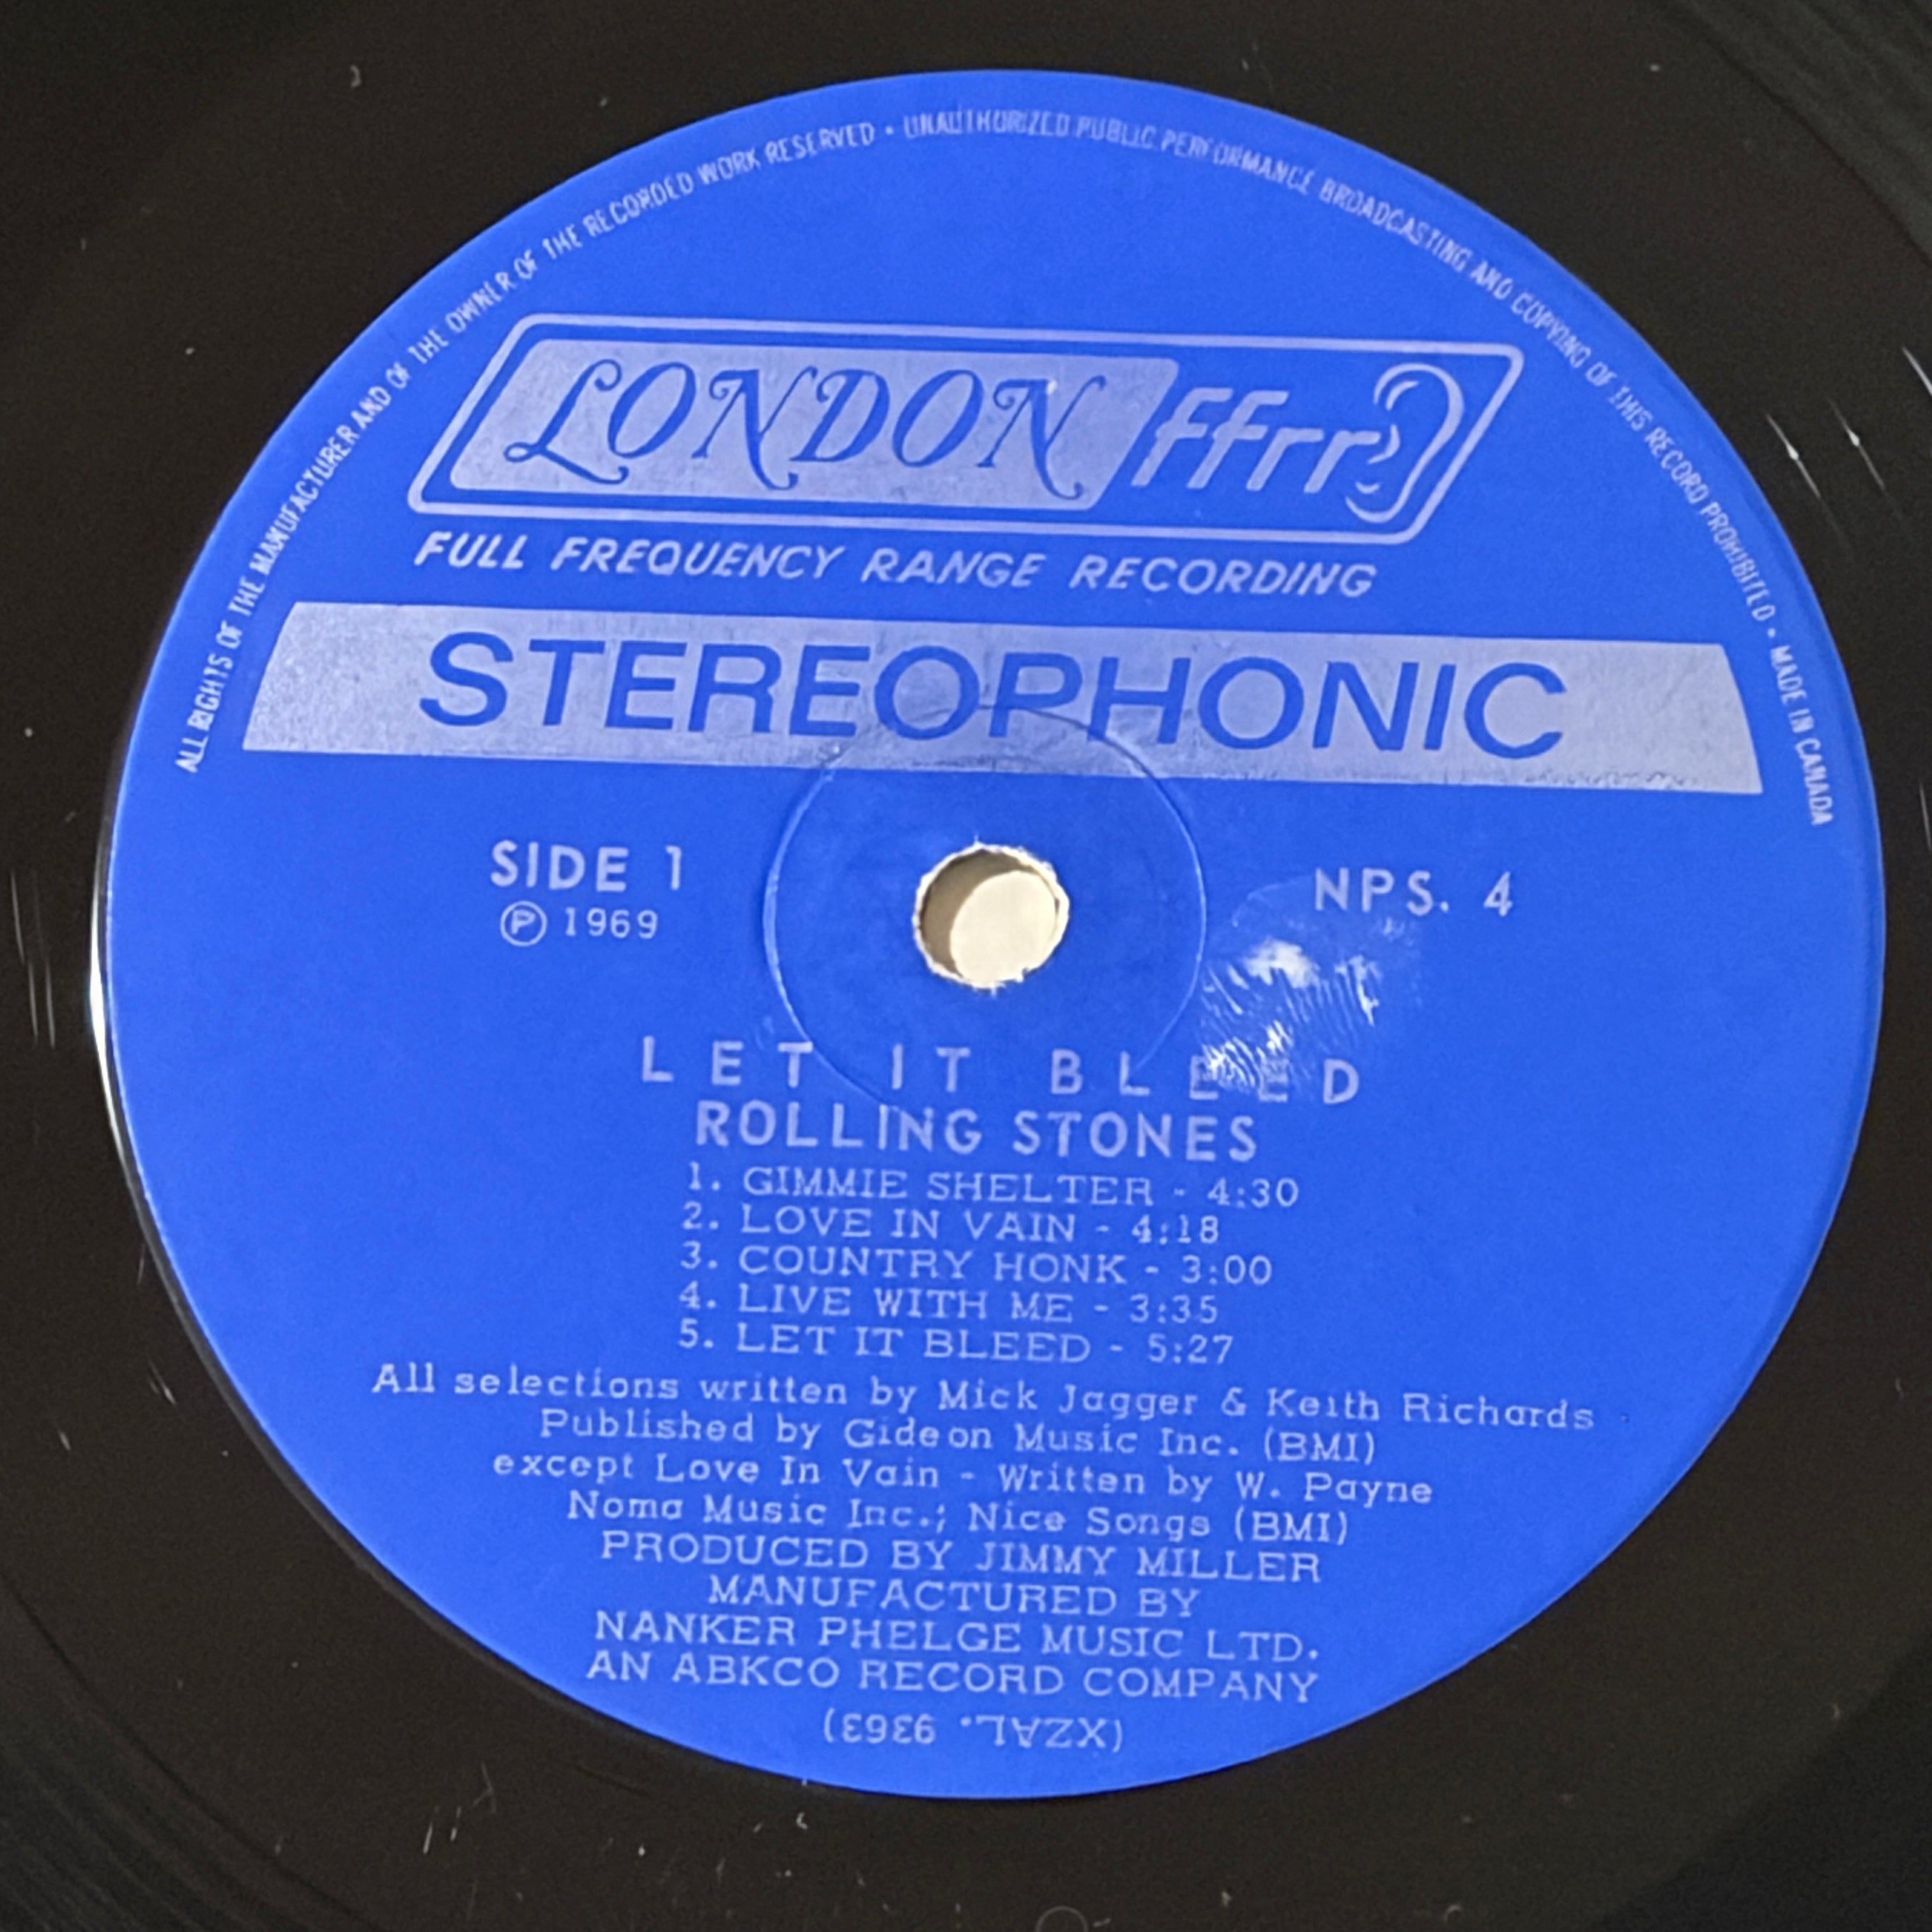 ALL RIGHTS OF THE MANUFACTURER AND OF THE OWNER OF THE RECORDED WORK RESERVED • UNAUTHORIZED PUBLIC PERFORMANCE BROADCASTING AND COPYING OF THIS RECORD PROHIBITED • MADE IN CANADA
LONDON ffrr
FULL FREQUENCY RANGE RECORDING
STEREOPHONIC
SIDE 1
℗ 1969
NPS. 4
LET IT BLEED
ROLLING STONES
1. GIMMIE SHELTER - 4:30
2. LOVE IN VAIN - 4:18
3. COUNTRY HONK - 3:00
4. LIVE WITH ME - 3:35
5. LET IT BLEED - 5:27
All selections written by Mick Jagger & Keith Richards
Published by Gideon Music Inc. (BMI)
except Love In Vain - Written by W. Payne
Noma Music Inc.; Nice Songs (BMI)
PRODUCED BY JIMMY MILLER
MANUFACTURED BY
NANKER PHELGE MUSIC LTD.
AN ABKCO RECORD COMPANY
(XZAL. 9363)